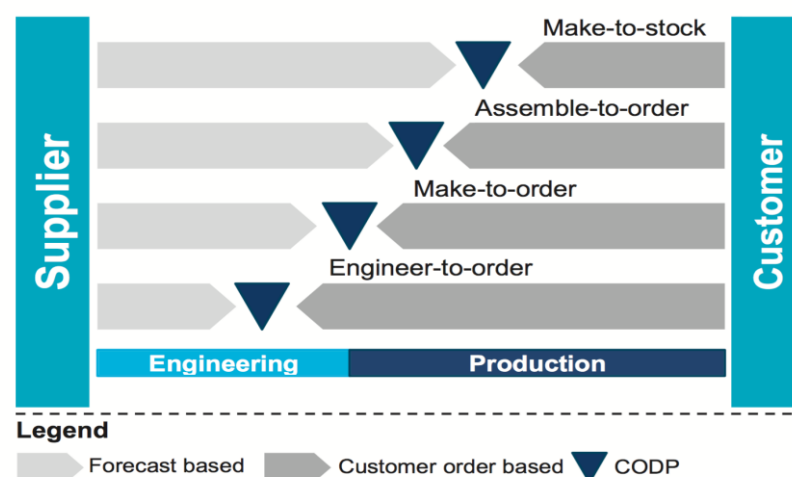 Supplier
Make-to-stock
Assemble-to-order
Make-to-order
Engineer-to-order
Engineering
Production
Customer
Legend
Forecast based
Customer order based
CODP